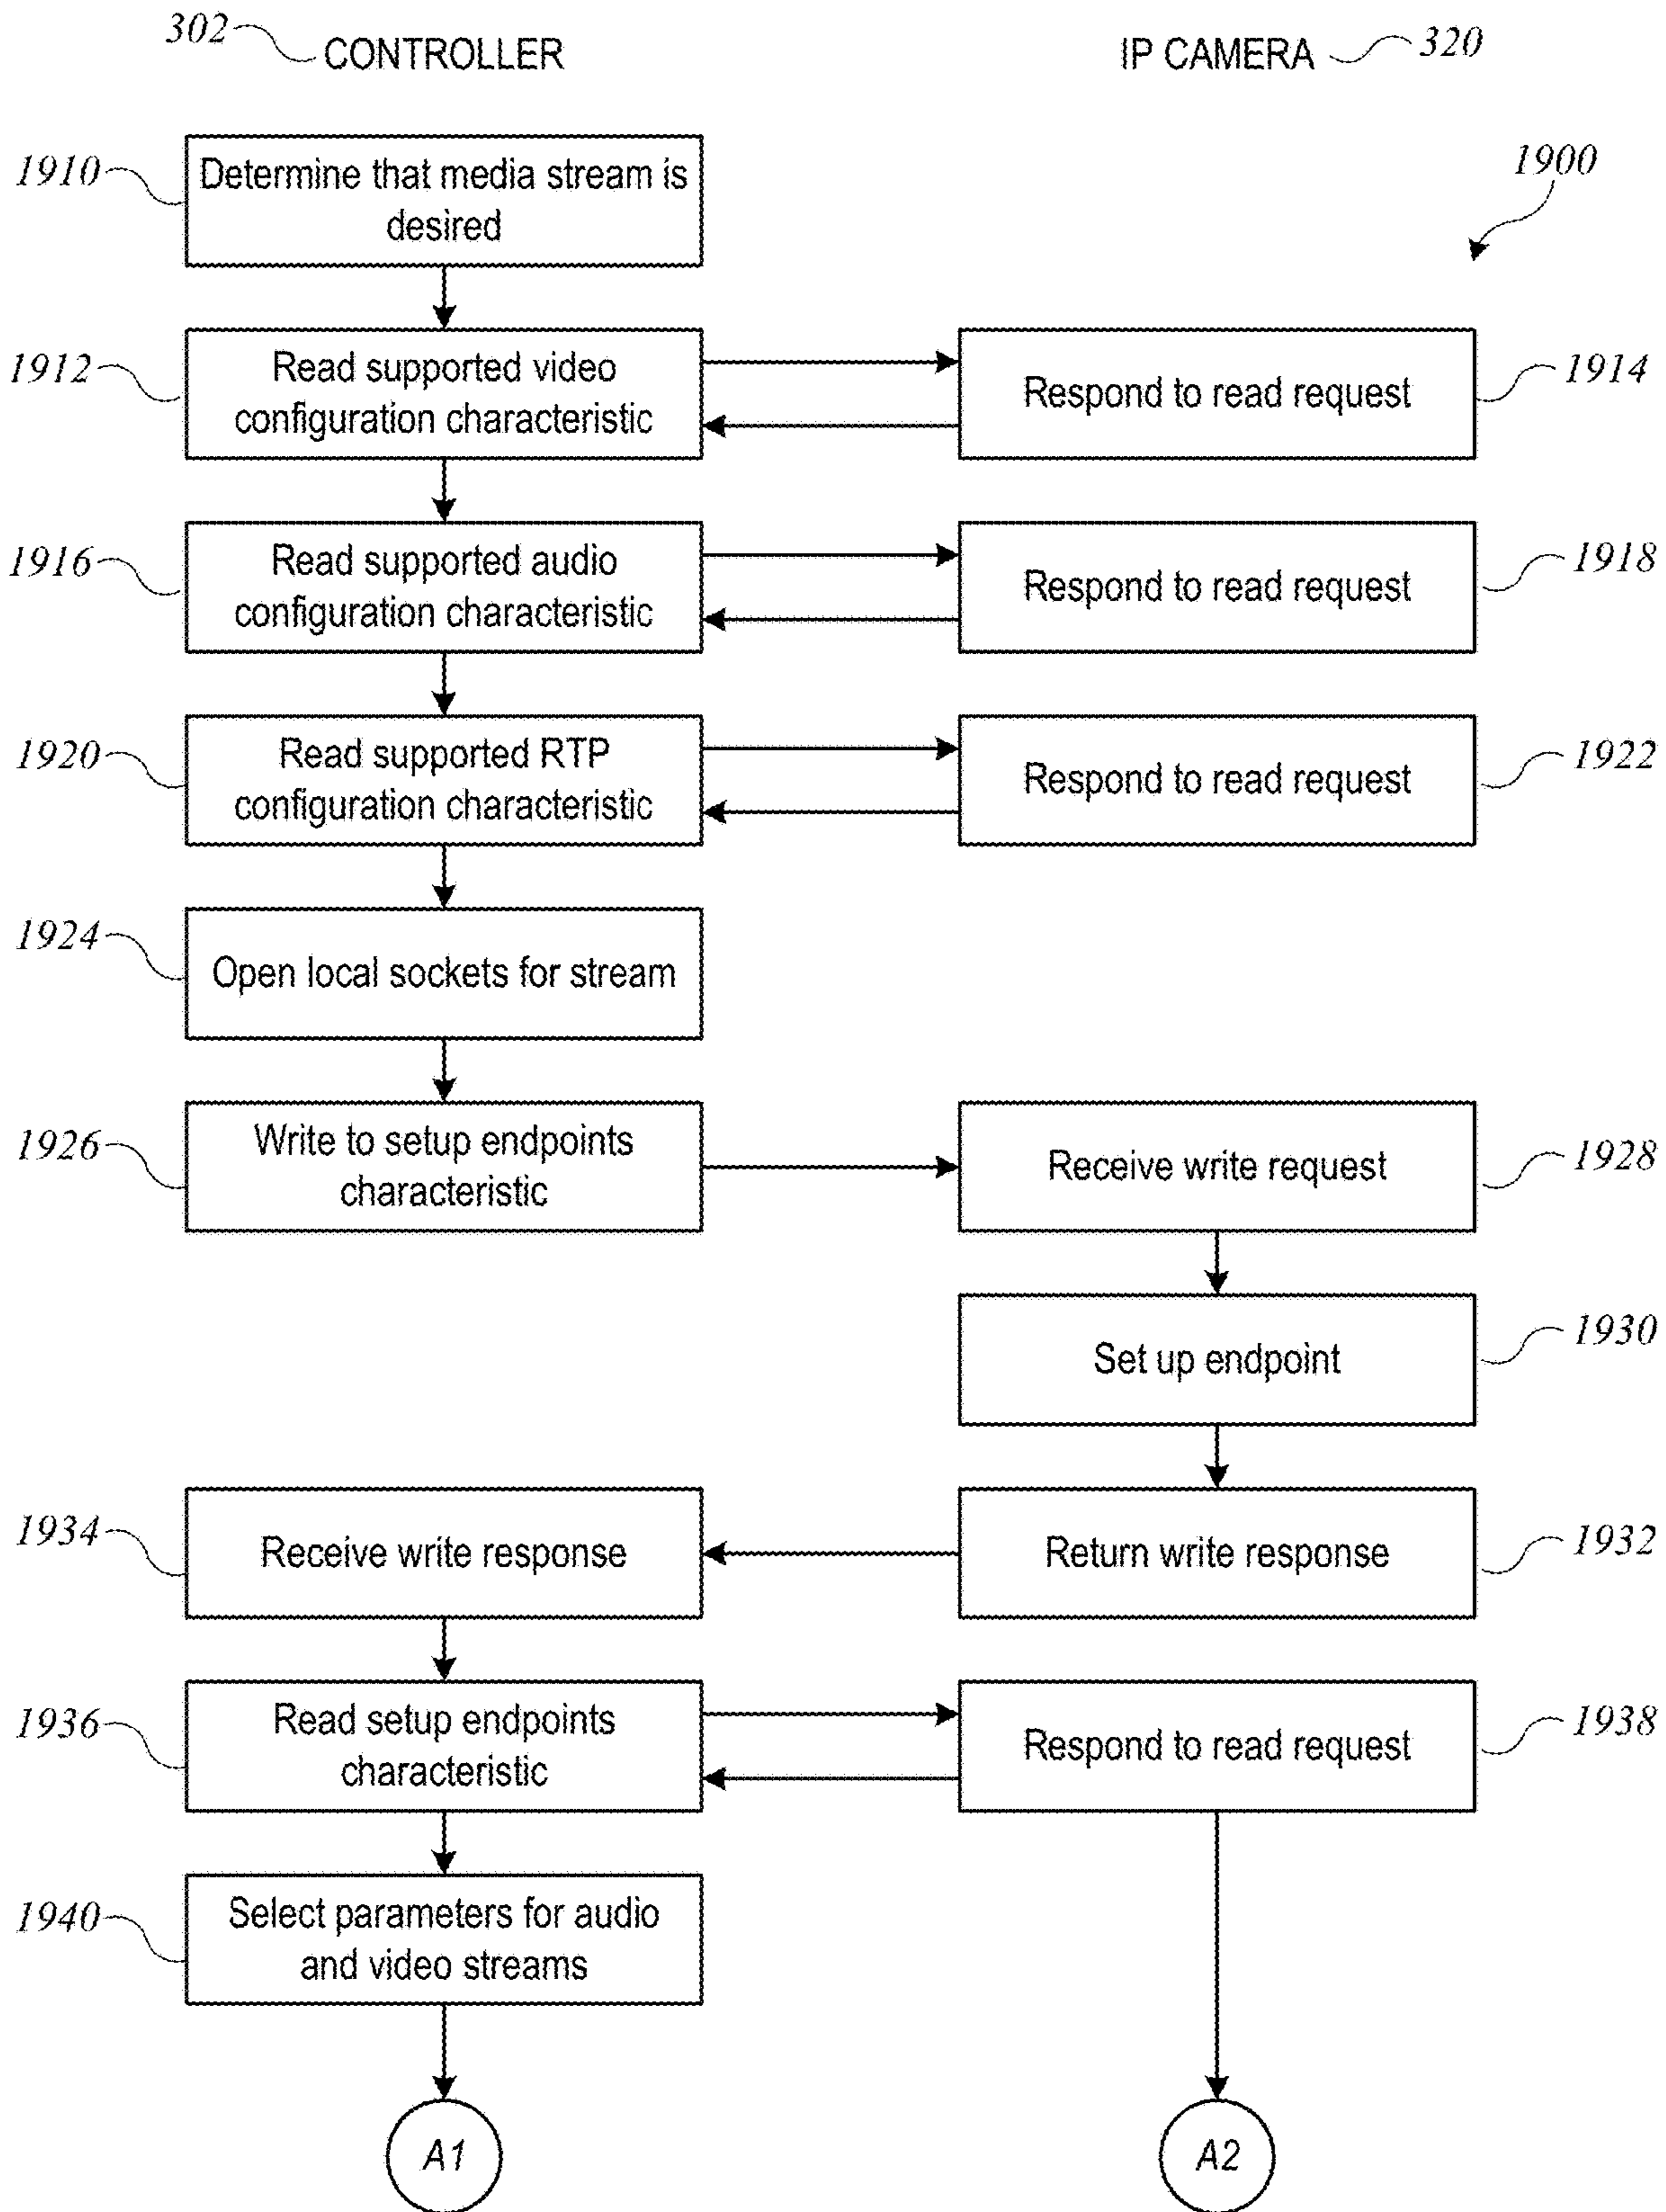 302 CONTROLLER
IP CAMERA 320
1900
1910
Determine that media stream is
desired
1912
Read supported video
configuration characteristic
Respond to read request
1914
1916
Read supported audio
configuration characteristic
Respond to read request
1918
1920
Read supported RTP
configuration characteristic
Respond to read request
1922
1924
Open local sockets for stream
1926
Write to setup endpoints
characteristic
Receive write request
1928
Set up endpoint
1930
1934
Receive write response
Return write response
1932
1936
Read setup endpoints
characteristic
Respond to read request
1938
1940
Select parameters for audio
and video streams
A1
A2